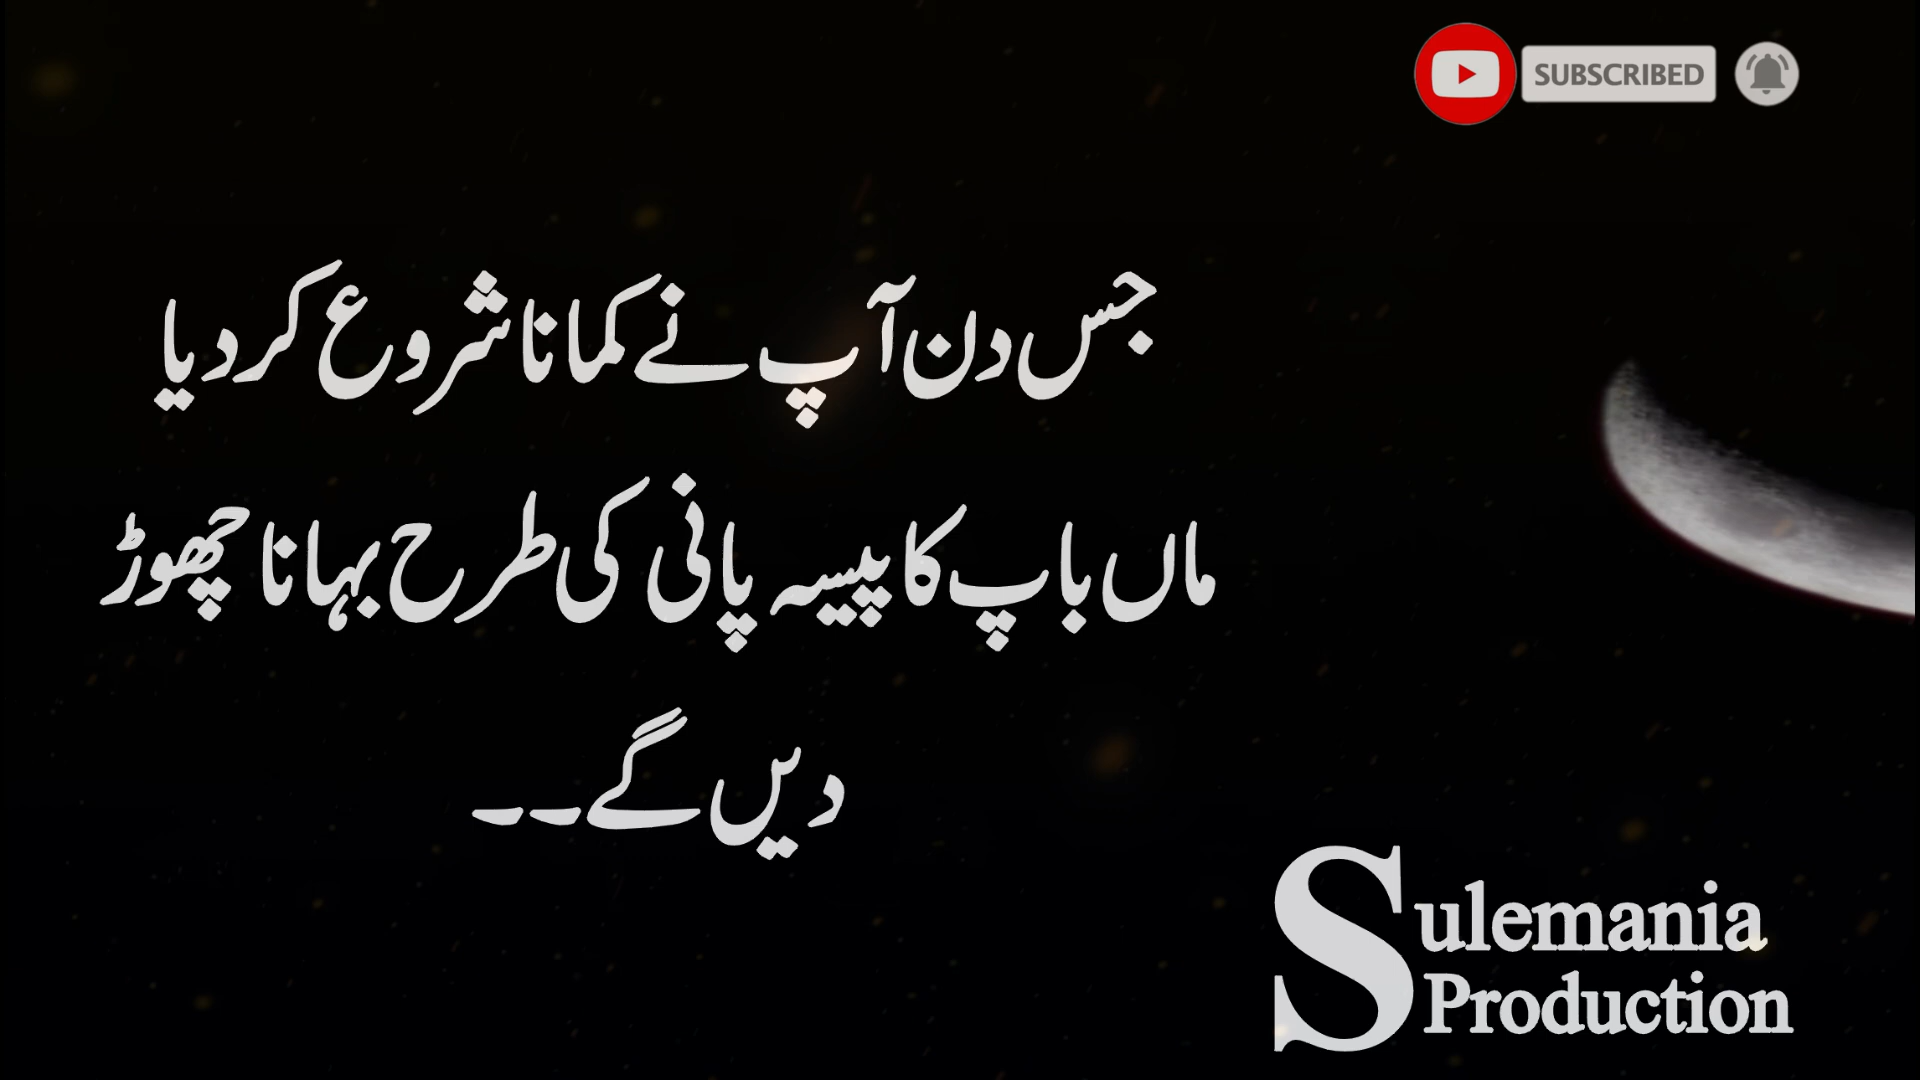 SUBSCRIBED
جس دن آپ نے کمانا شروع کر دیا
ماں باپ کا پیسہ پانی کی طرح بہانا چھوڑ
دیں گے۔۔
Sulemania
Production